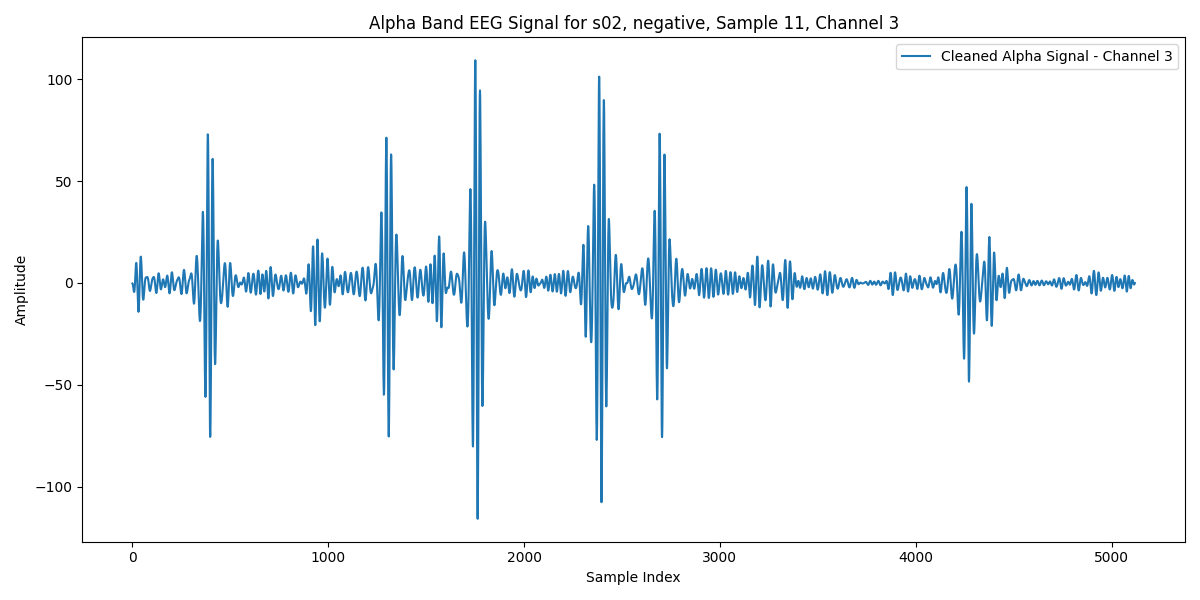 Alpha Band EEG Signal for s02, negative, Sample 11, Channel 3
Cleaned Alpha Signal - Channel 3
100
50
0
−50
−100
Amplitude
0 1000 2000 3000 4000 5000
Sample Index